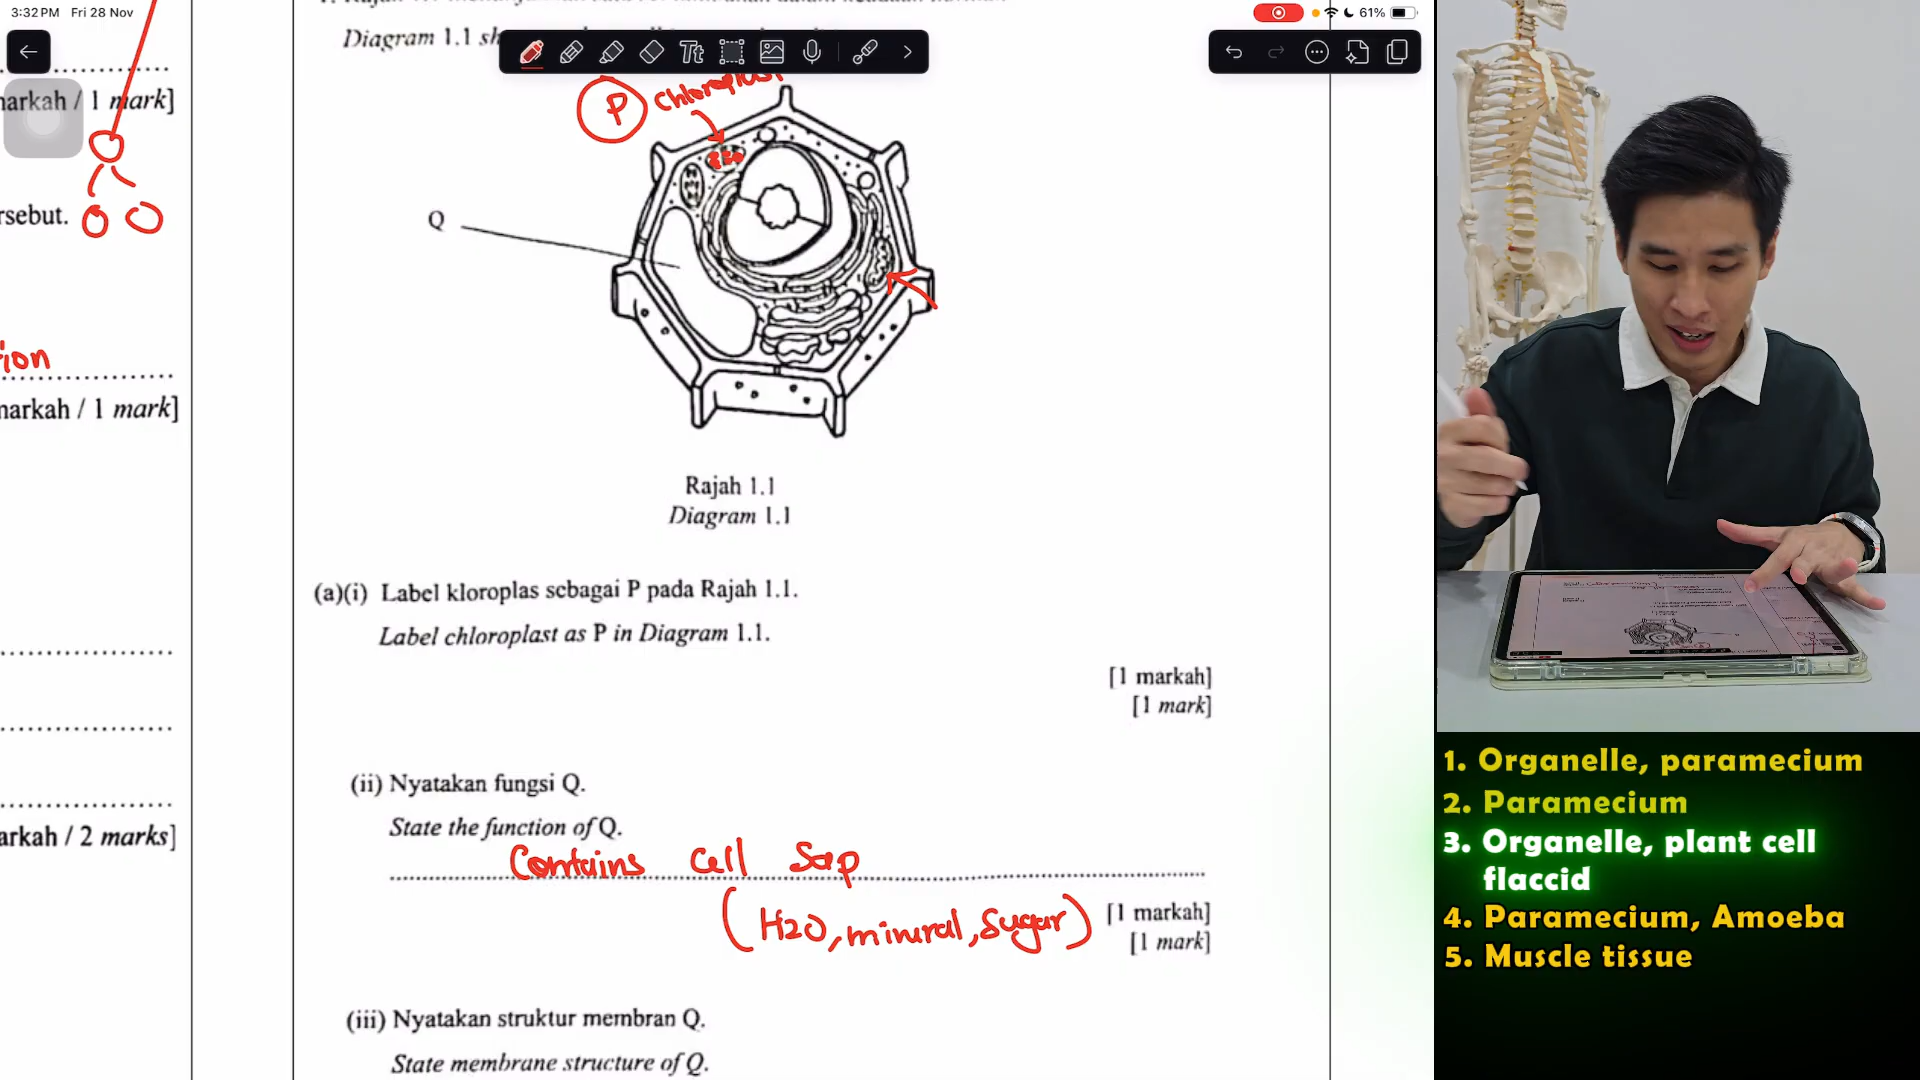 3:32 PM Fri 28 Nov
61%
Diagram 1.1 sh
Tt
arkah / 1 mark]
P
Chloroplast
rsebut.
Q
ion
markah / 1 mark]
arkah / 2 marks]
Rajah 1.1
Diagram 1.1
(a)(i) Label kloroplas sebagai P pada Rajah 1.1.
Label chloroplast as P in Diagram 1.1.
[1 markah]
[1 mark]
(ii) Nyatakan fungsi Q.
State the function of Q.
Contains cell sap
(H2O, mineral, sugar)
[1 markah]
[1 mark]
(iii) Nyatakan struktur membran Q.
State membrane structure of Q.
1. Organelle, paramecium
2. Paramecium
3. Organelle, plant cell
flaccid
4. Paramecium, Amoeba
5. Muscle tissue